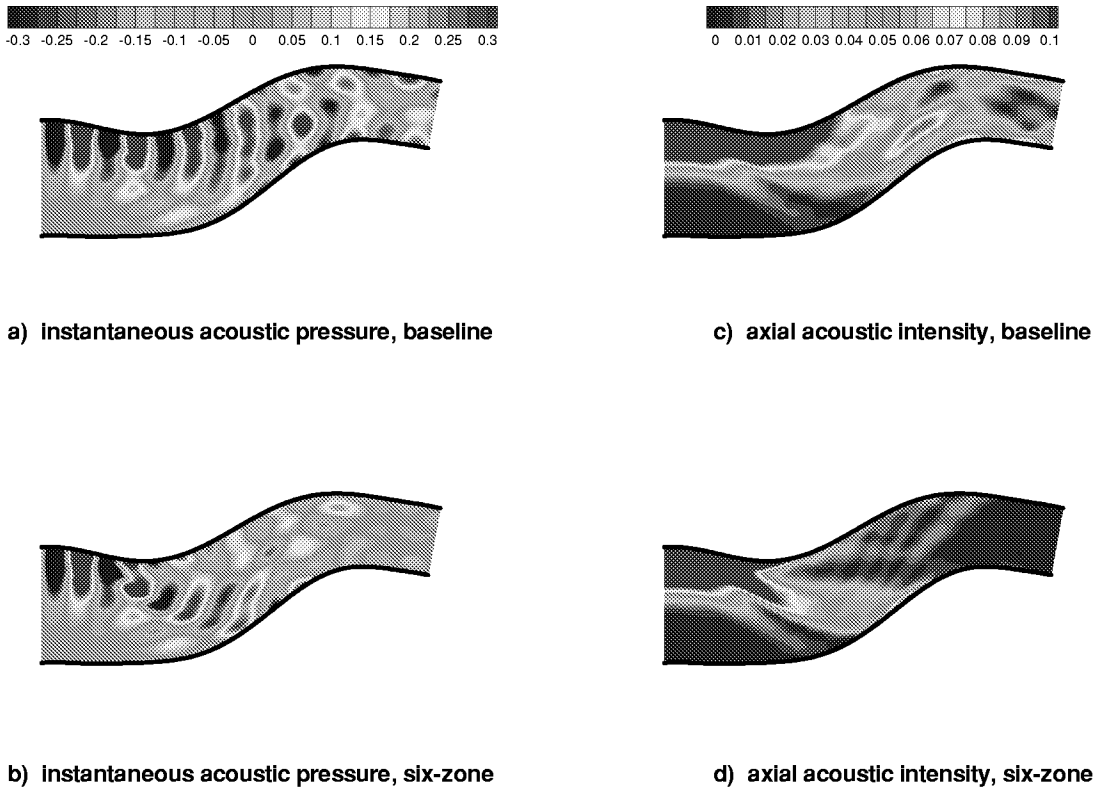 -0.3 -0.25 -0.2 -0.15 -0.1 -0.05 0 0.05 0.1 0.15 0.2 0.25 0.3
0 0.01 0.02 0.03 0.04 0.05 0.06 0.07 0.08 0.09 0.1
a) instantaneous acoustic pressure, baseline
c) axial acoustic intensity, baseline
b) instantaneous acoustic pressure, six-zone
d) axial acoustic intensity, six-zone